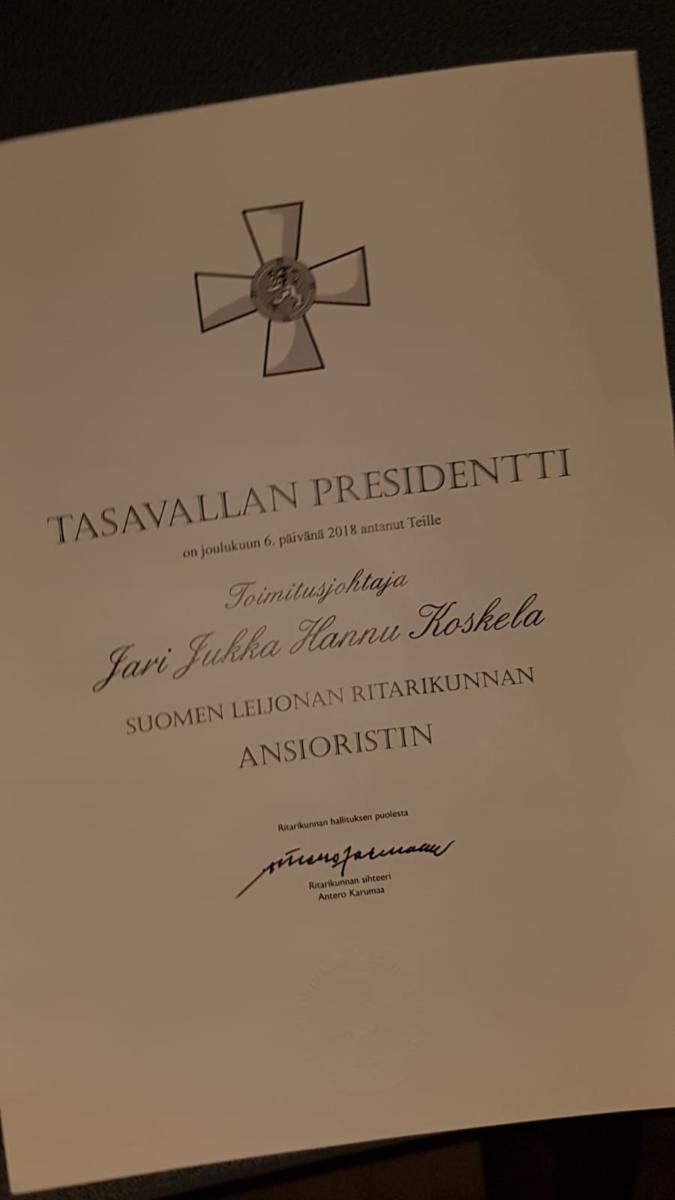 TASAVALLAN PRESIDENTTI
on joulukuun 6. päivänä 2018 antanut Teille
Toimitusjohtaja
Jari Jukka Hannu Koskela
SUOMEN LEIJONAN RITARIKUNNAN
ANSIORISTIN
Ritarikunnan hallituksen puolesta
Ritarikunnan sihteeri
Antero Karumaa